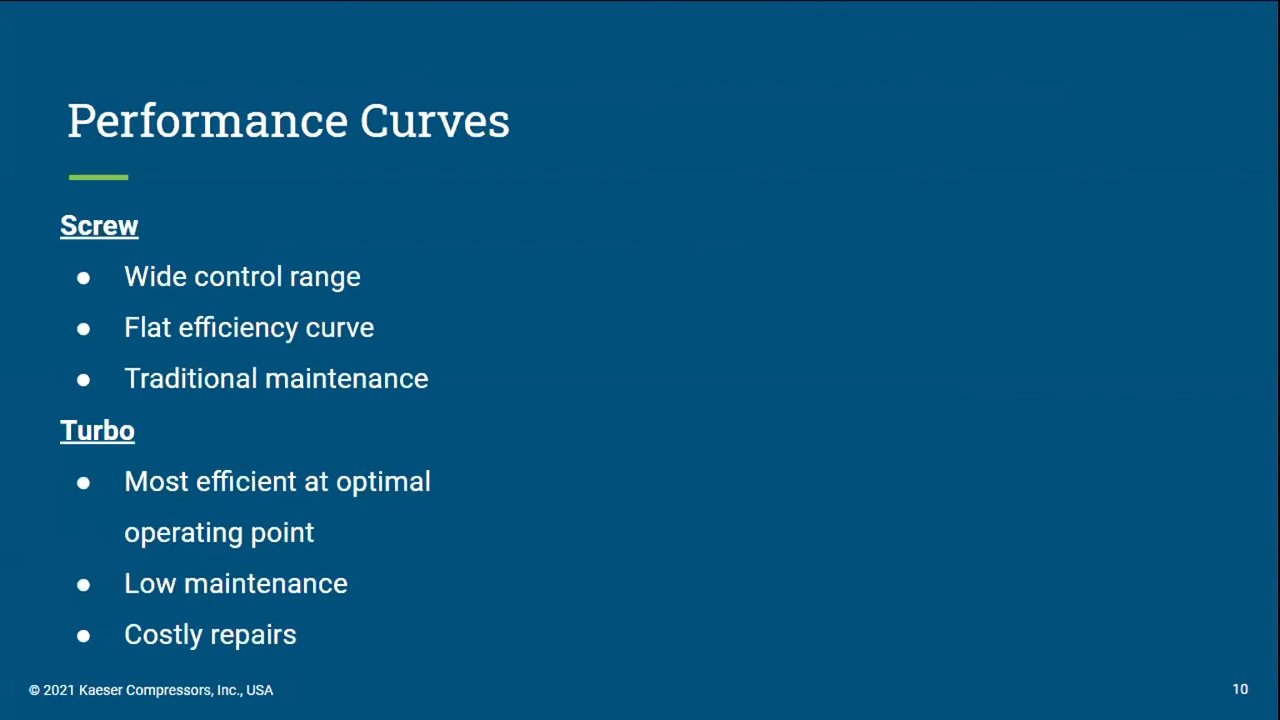 Performance Curves
Screw
● Wide control range
● Flat efficiency curve
● Traditional maintenance
Turbo
● Most efficient at optimal
operating point
● Low maintenance
● Costly repairs
© 2021 Kaeser Compressors, Inc., USA
10